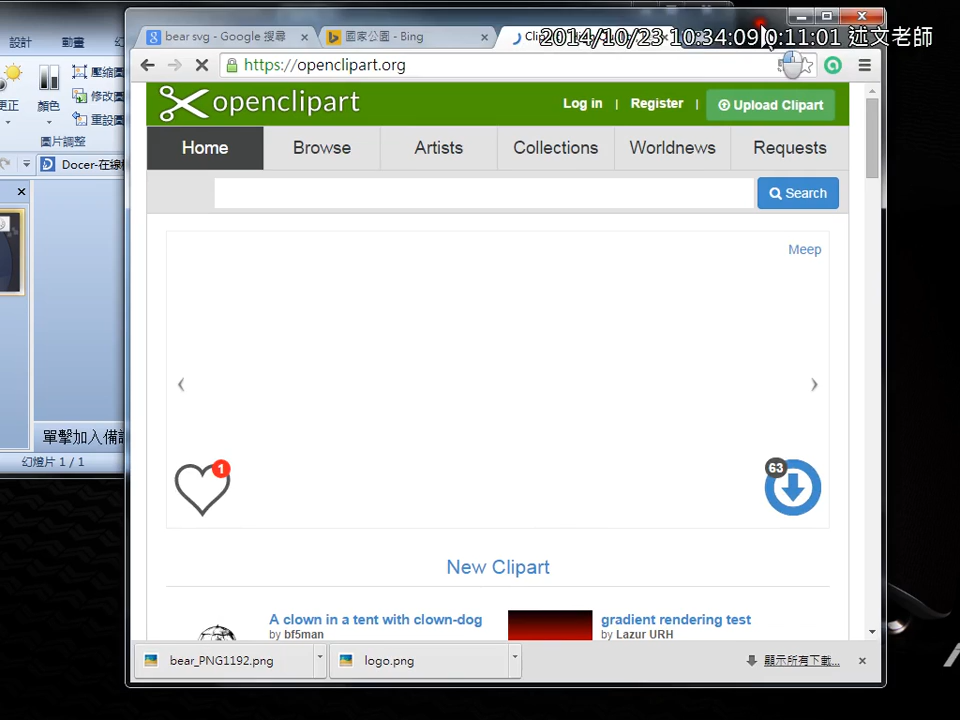 bear svg - Google 搜尋
國家公園 - Bing
2014/10/23 10:34:09 0:11:01 述文老師
設計
動畫
https://openclipart.org
openclipart
Log in | Register | Upload Clipart
壓縮圖
更正
顏色
修改圖
重設圖
圖片調整
Home
Browse
Artists
Collections
Worldnews
Requests
Docer-在線
Search
Meep
1
63
單擊加入備
幻燈片 1 / 1
New Clipart
A clown in a tent with clown-dog
by bf5man
gradient rendering test
by Lazur URH
bear_PNG1192.png
logo.png
顯示所有下載...